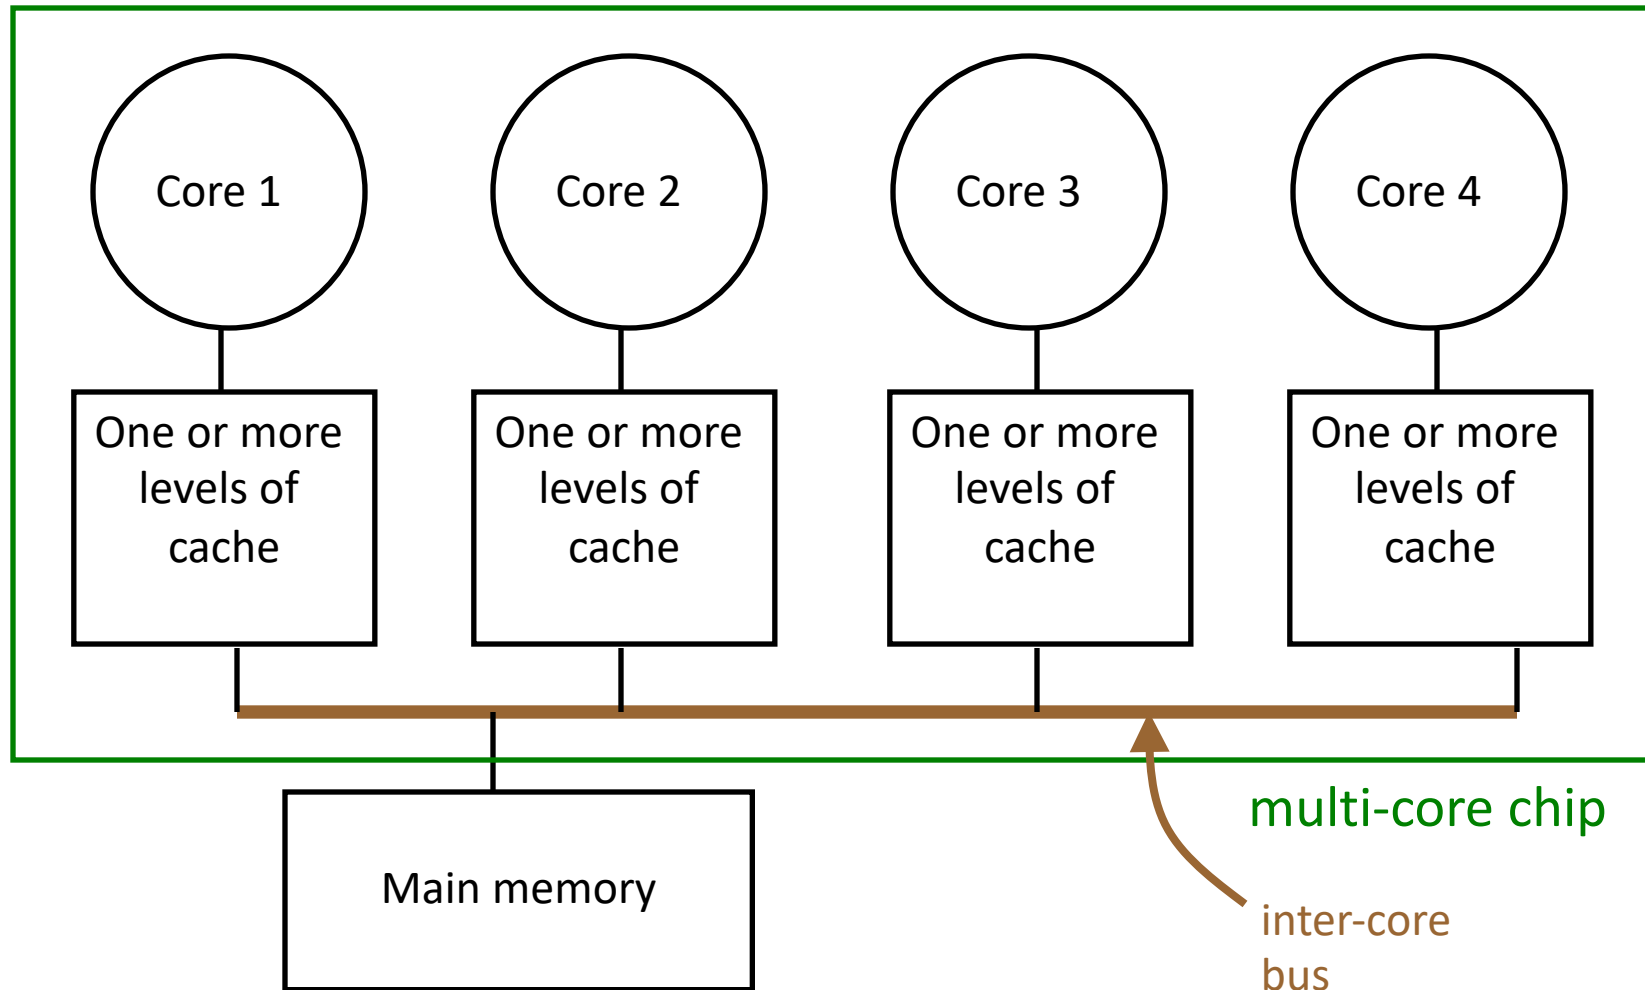 Core 1
Core 2
Core 3
Core 4
One or more
levels of
cache
One or more
levels of
cache
One or more
levels of
cache
One or more
levels of
cache
multi-core chip
Main memory
inter-core
bus